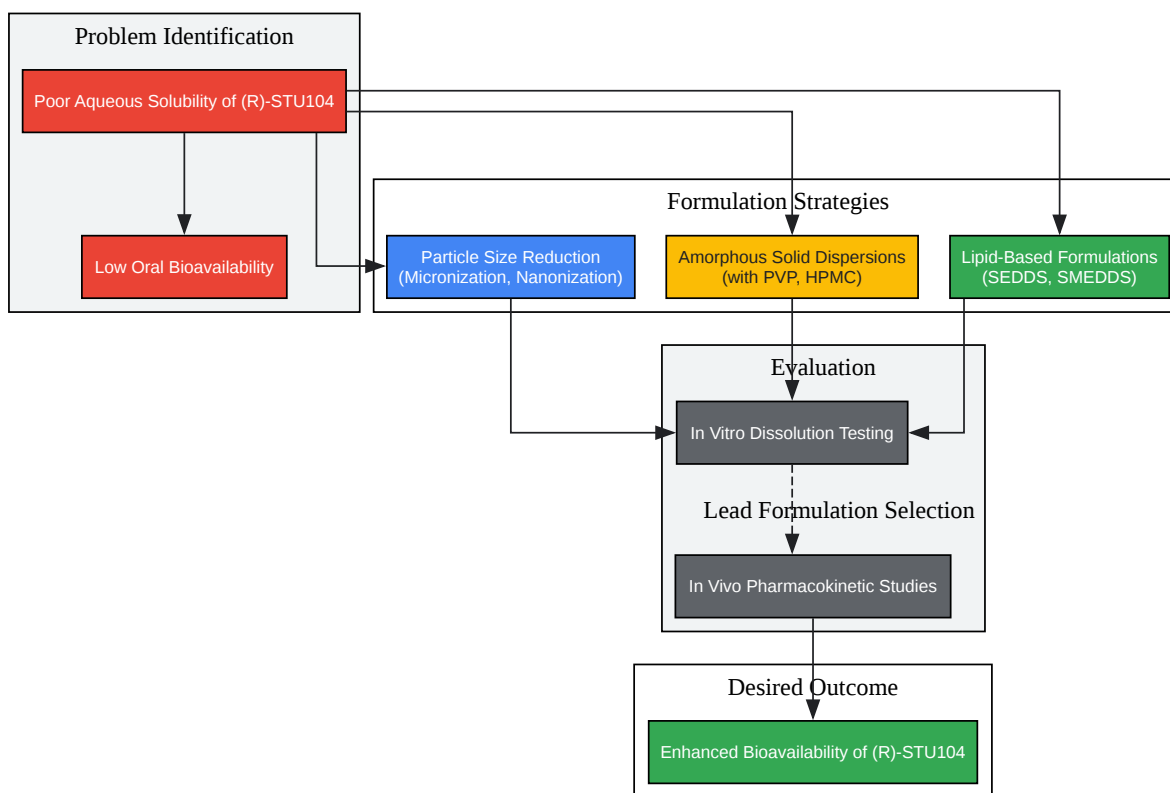 Problem Identification
Poor Aqueous Solubility of (R)-STU104
Low Oral Bioavailability
Formulation Strategies
Particle Size Reduction
(Micronization, Nanonization)
Amorphous Solid Dispersions
(with PVP, HPMC)
Lipid-Based Formulations
(SEDDS, SMEDDS)
Evaluation
In Vitro Dissolution Testing
Lead Formulation Selection
In Vivo Pharmacokinetic Studies
Desired Outcome
Enhanced Bioavailability of (R)-STU104